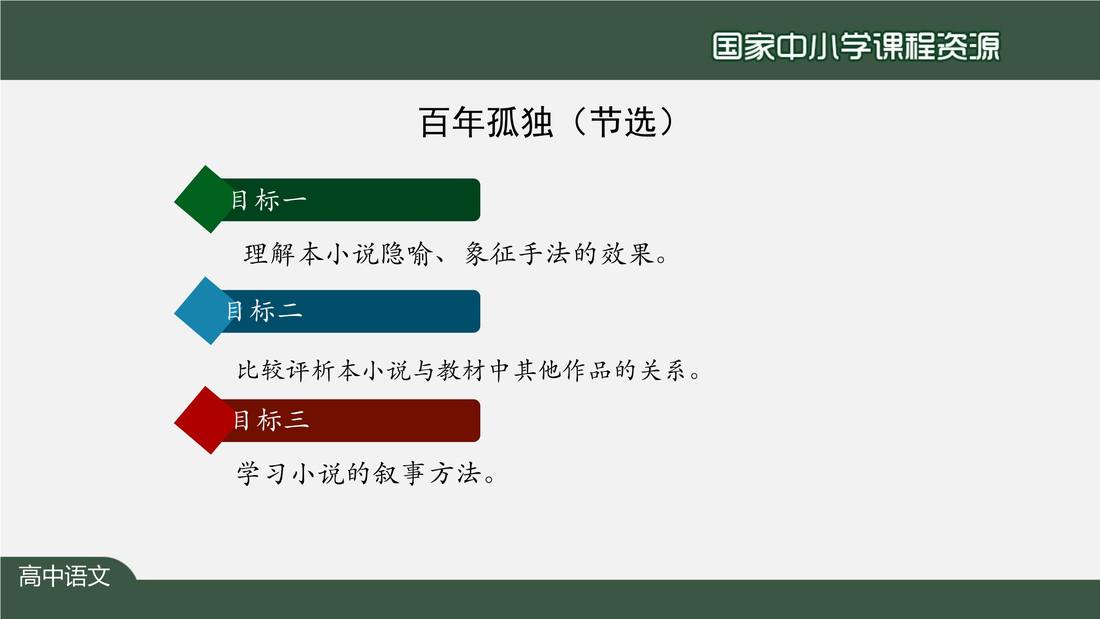 国家中小学课程资源
百年孤独（节选）
目标一
理解本小说隐喻、象征手法的效果。
目标二
比较评析本小说与教材中其他作品的关系。
目标三
学习小说的叙事方法。
高中语文